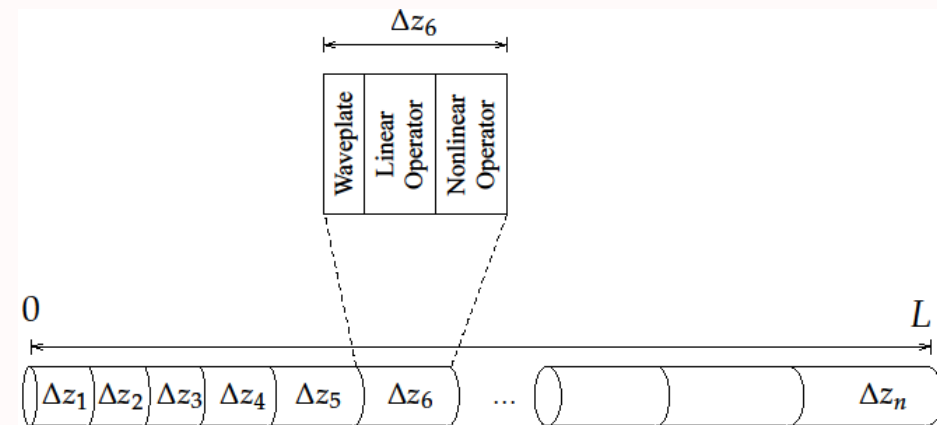 Δz₆
Waveplate
Linear
Operator
Nonlinear
Operator
0
L
Δz₁ Δz₂ Δz₃ Δz₄ Δz₅ Δz₆ ... Δzₙ